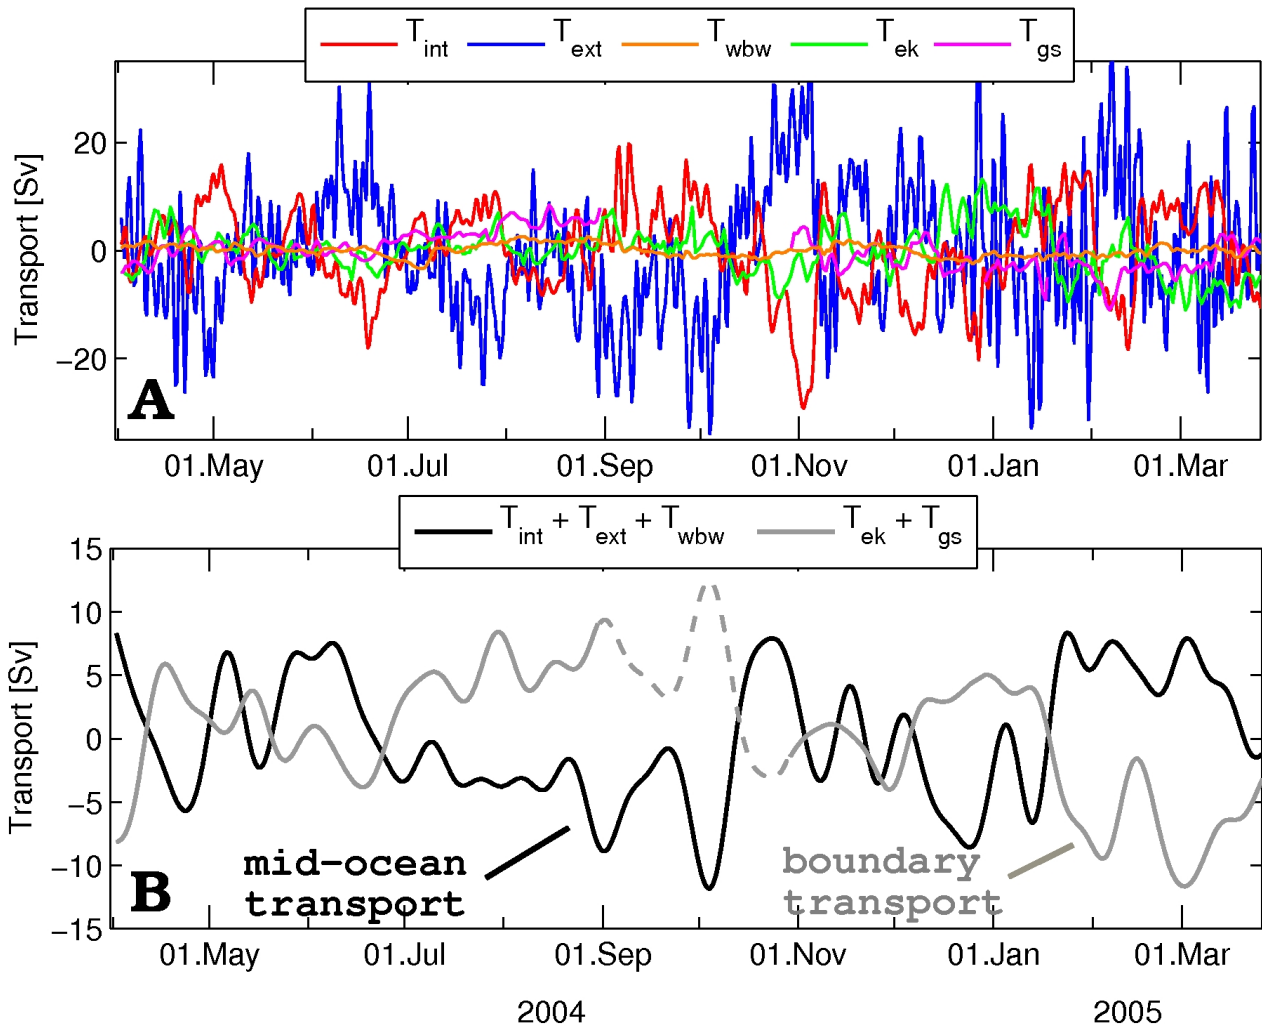 T_int T_ext T_wbw T_ek T_gs
Transport [Sv]
20
0
−20
A
01.May 01.Jul 01.Sep 01.Nov 01.Jan 01.Mar
T_int + T_ext + T_wbw T_ek + T_gs
Transport [Sv]
15
10
5
0
−5
−10
−15
mid-ocean
transport
boundary
transport
B
01.May 01.Jul 01.Sep 01.Nov 01.Jan 01.Mar
2004 2005